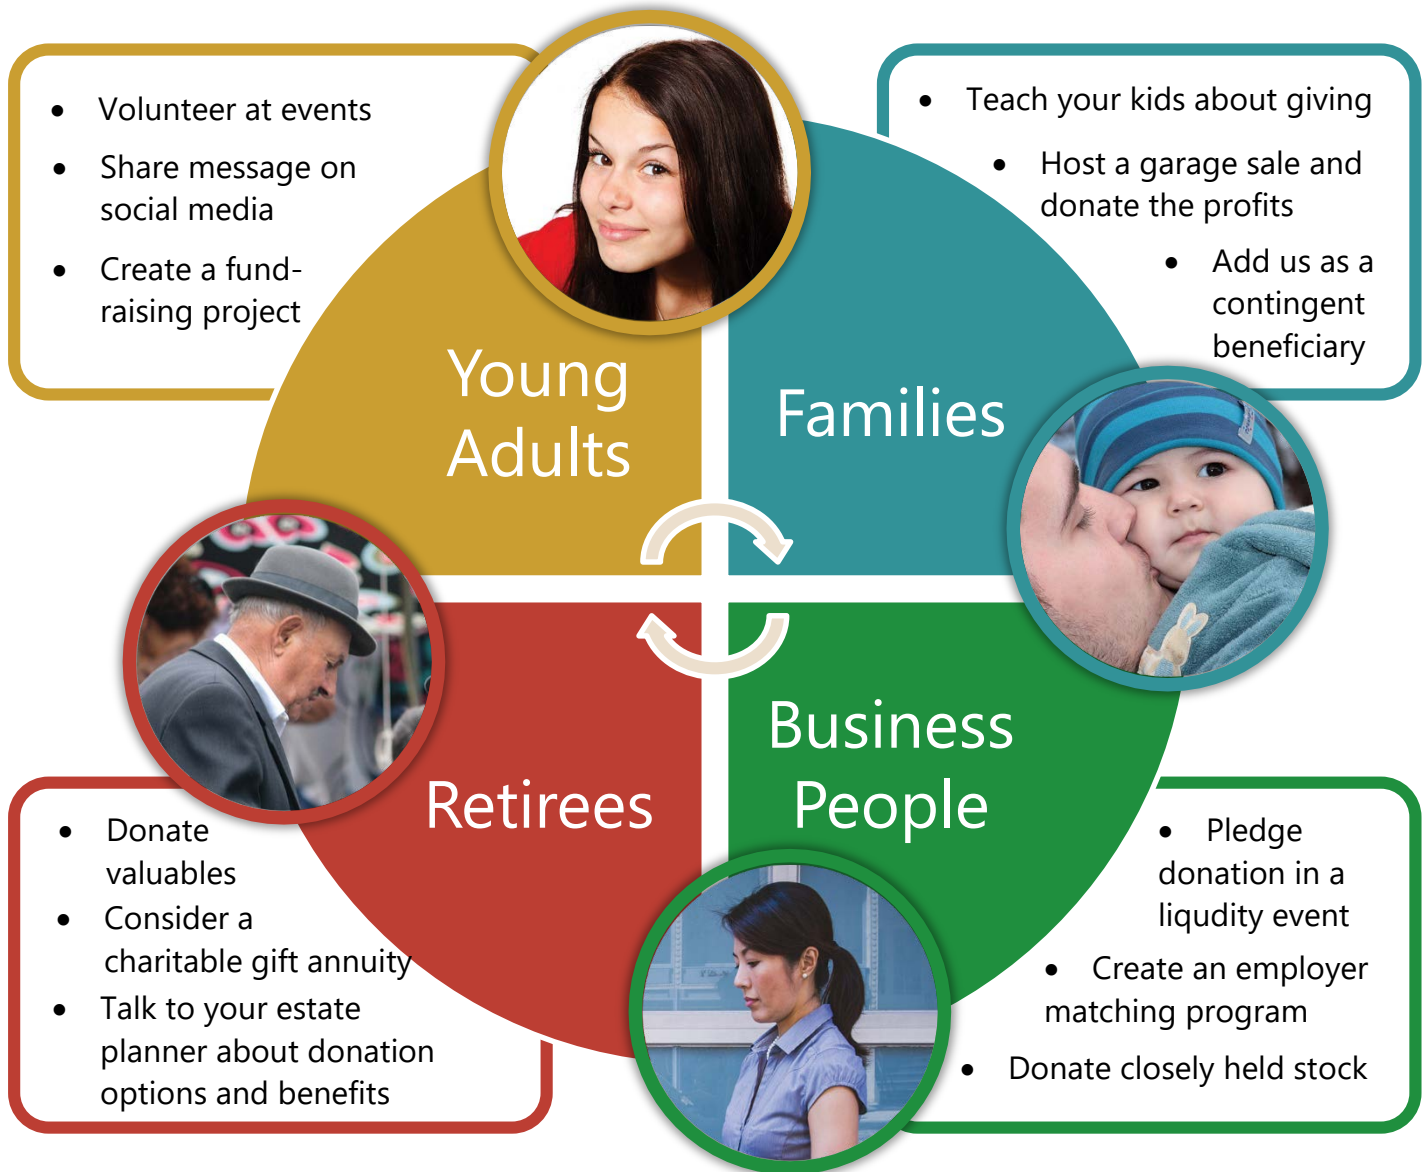 • Volunteer at events
• Share message on
social media
• Create a fund-
raising project
Young
Adults
• Teach your kids about giving
• Host a garage sale and
donate the profits
• Add us as a
contingent
beneficiary
Families
Retirees
• Donate
valuables
• Consider a
charitable gift annuity
• Talk to your estate
planner about donation
options and benefits
Business
People
• Pledge
donation in a
liqudity event
• Create an employer
matching program
• Donate closely held stock